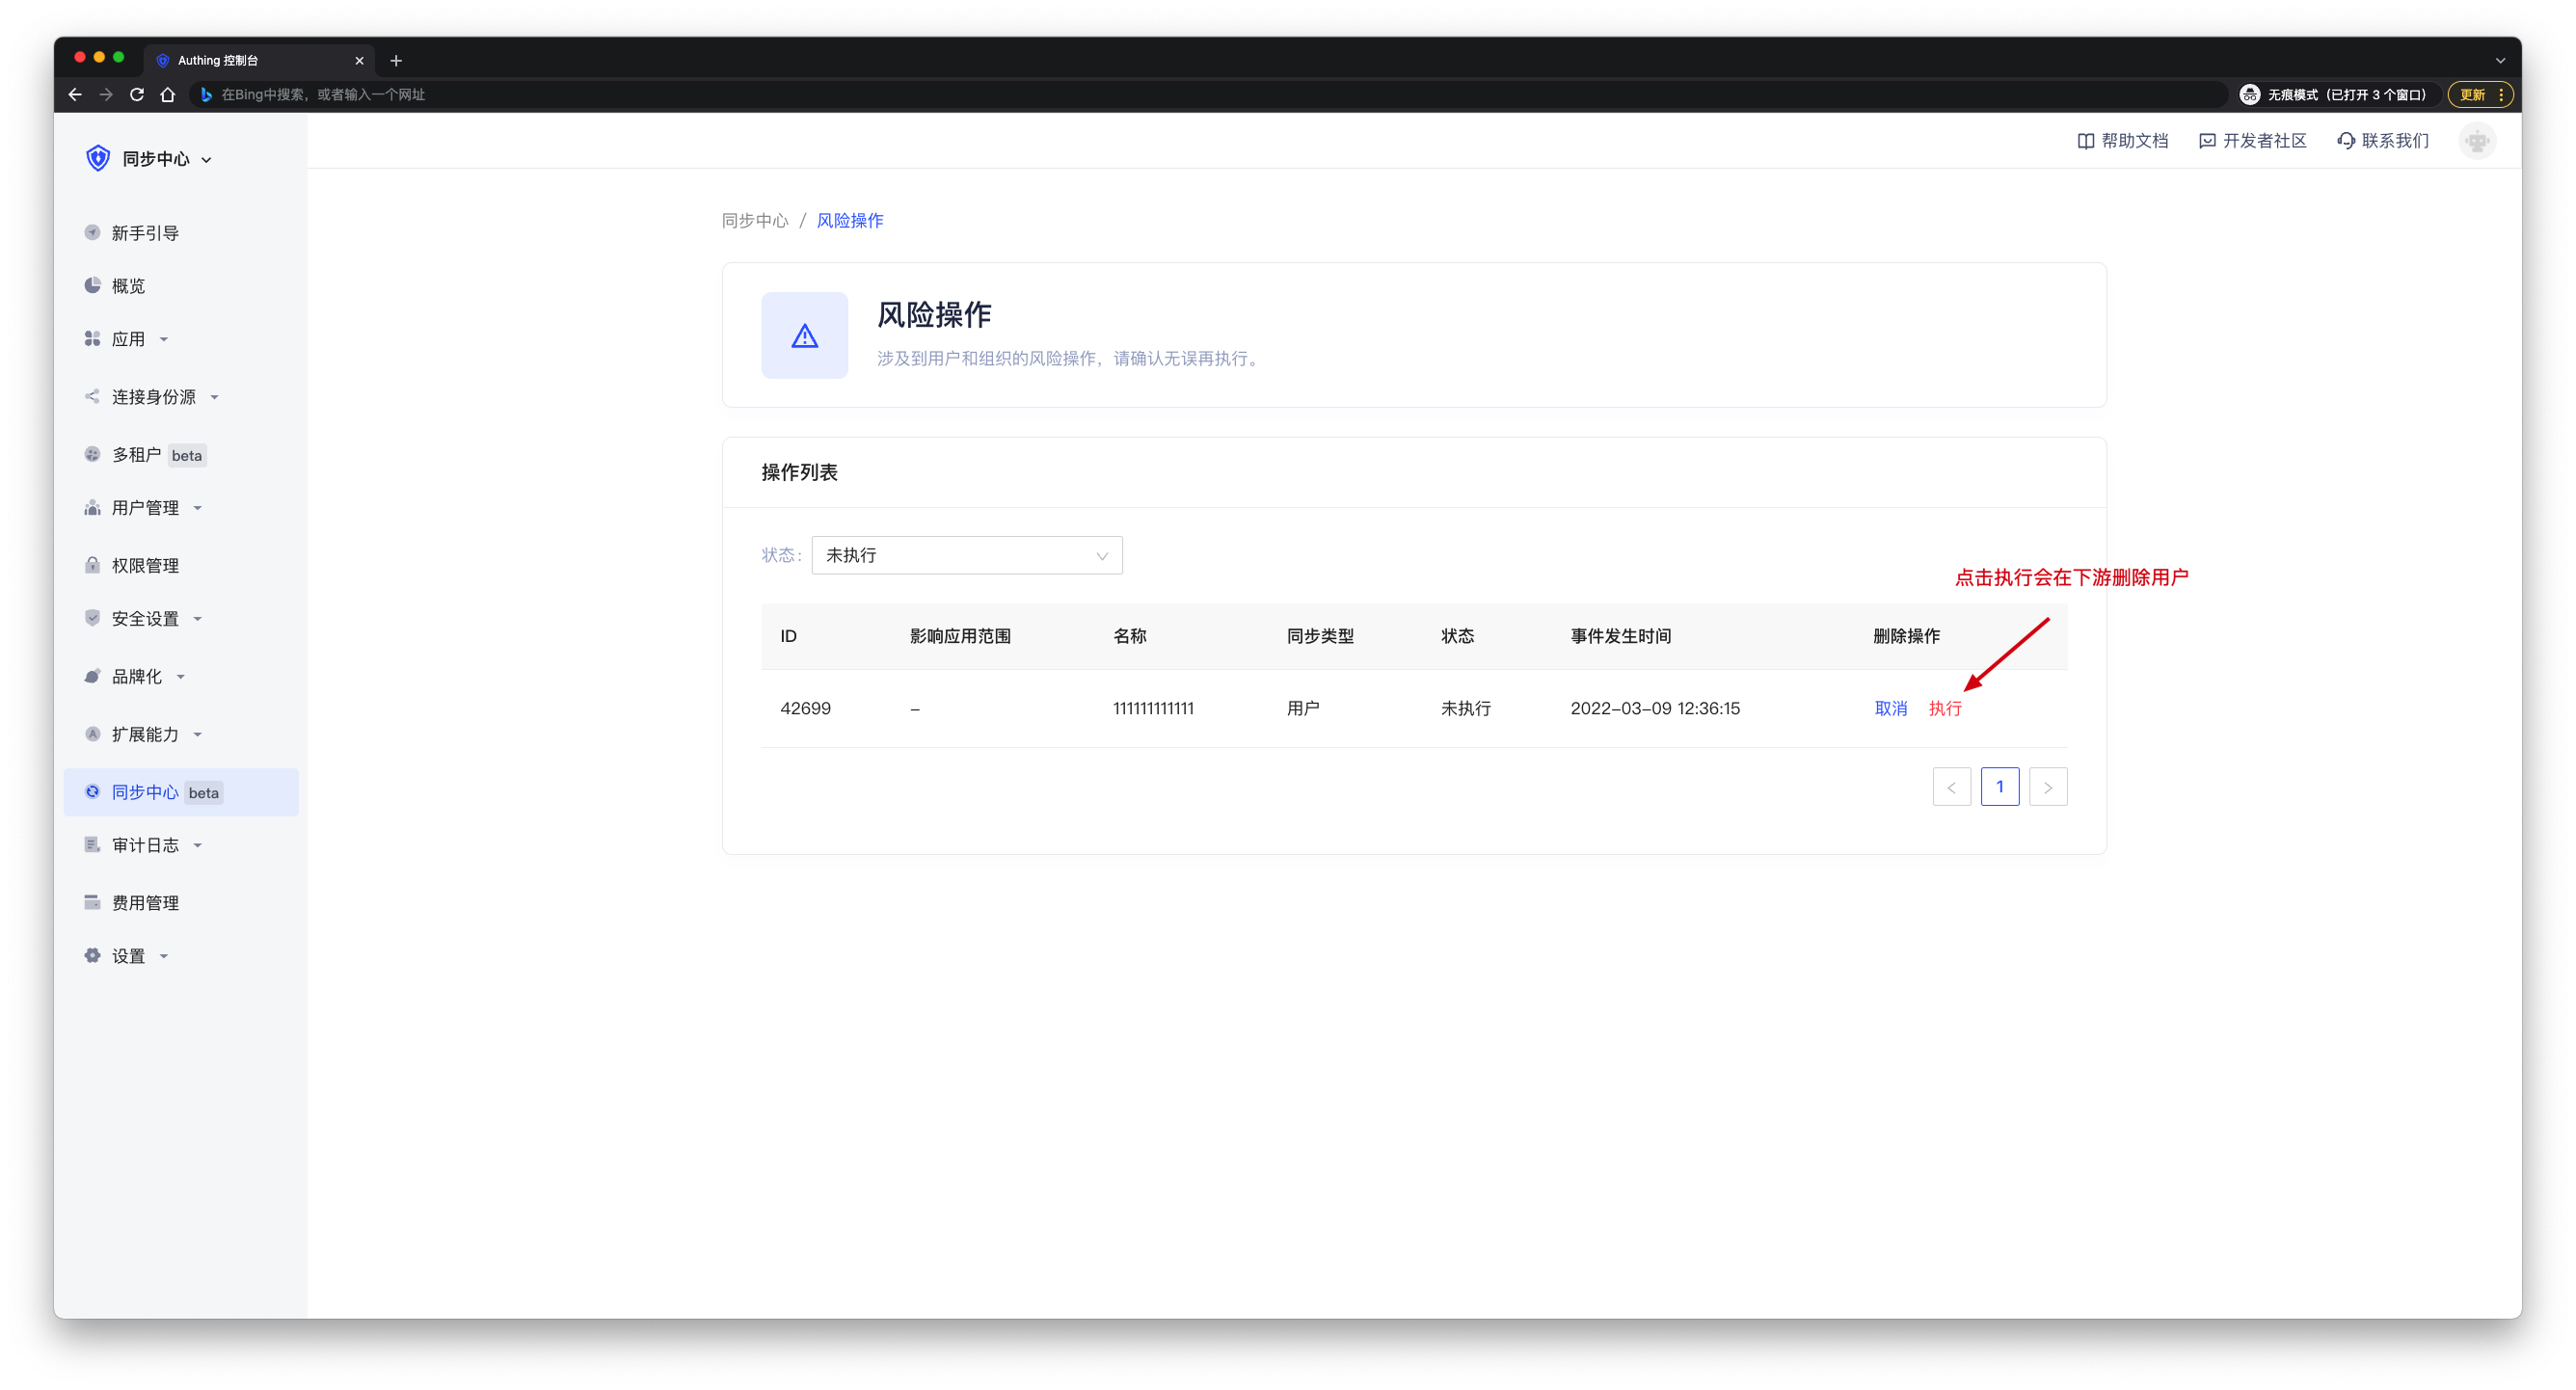 Authing 控制台
在Bing中搜索，或者输入一个网址
无痕模式（已打开 3 个窗口）
更新
同步中心
帮助文档
开发者社区
联系我们
新手引导
概览
应用
连接身份源
多租户 beta
用户管理
权限管理
安全设置
品牌化
扩展能力
同步中心 beta
审计日志
费用管理
设置
同步中心 / 风险操作
风险操作
涉及到用户和组织的风险操作，请确认无误再执行。
操作列表
状态: 未执行
点击执行会在下游删除用户
ID 影响应用范围 名称 同步类型 状态 事件发生时间 删除操作
42699 – 111111111111 用户 未执行 2022-03-09 12:36:15 取消 执行
< 1 >